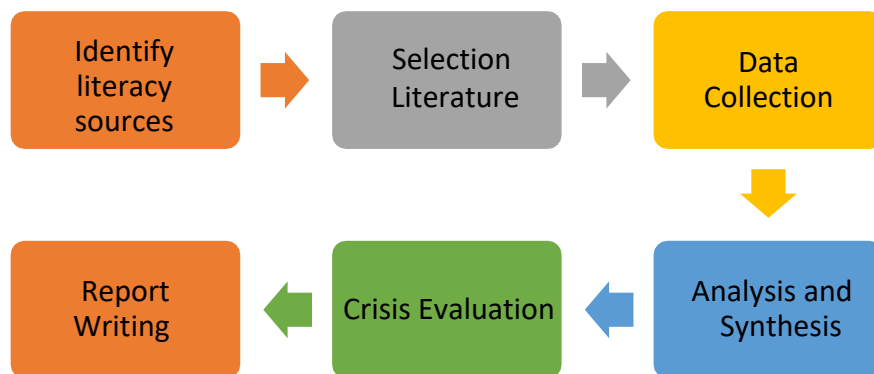 Identify
literacy
sources
Selection
Literature
Data
Collection
Analysis and
Synthesis
Crisis Evaluation
Report
Writing